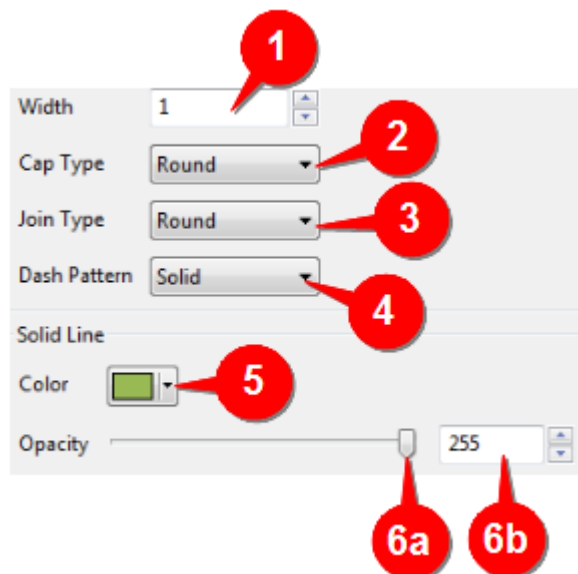 1
Width 1
2
Cap Type Round
3
Join Type Round
Dash Pattern Solid
4
Solid Line
Color 5
Opacity 255
6a 6b